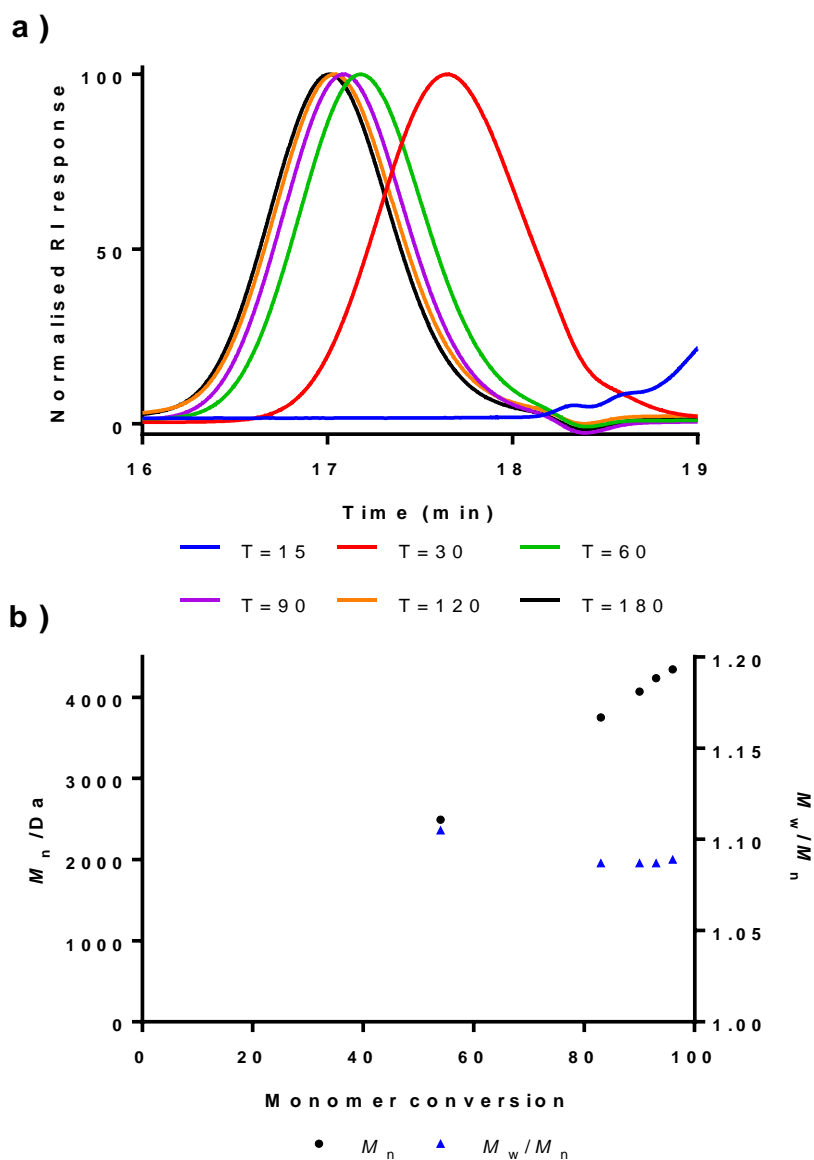 a)
Normalised RI response
100
50
0
16 17 18 19
Time (min)
T=15 T=30 T=60
T=90 T=120 T=180
b)
Mn/Da
4000
3000
2000
1000
0
1.20
1.15
1.10
1.05
1.00
Mw/Mn
0 20 40 60 80 100
Monomer conversion
Mn Mw/Mn